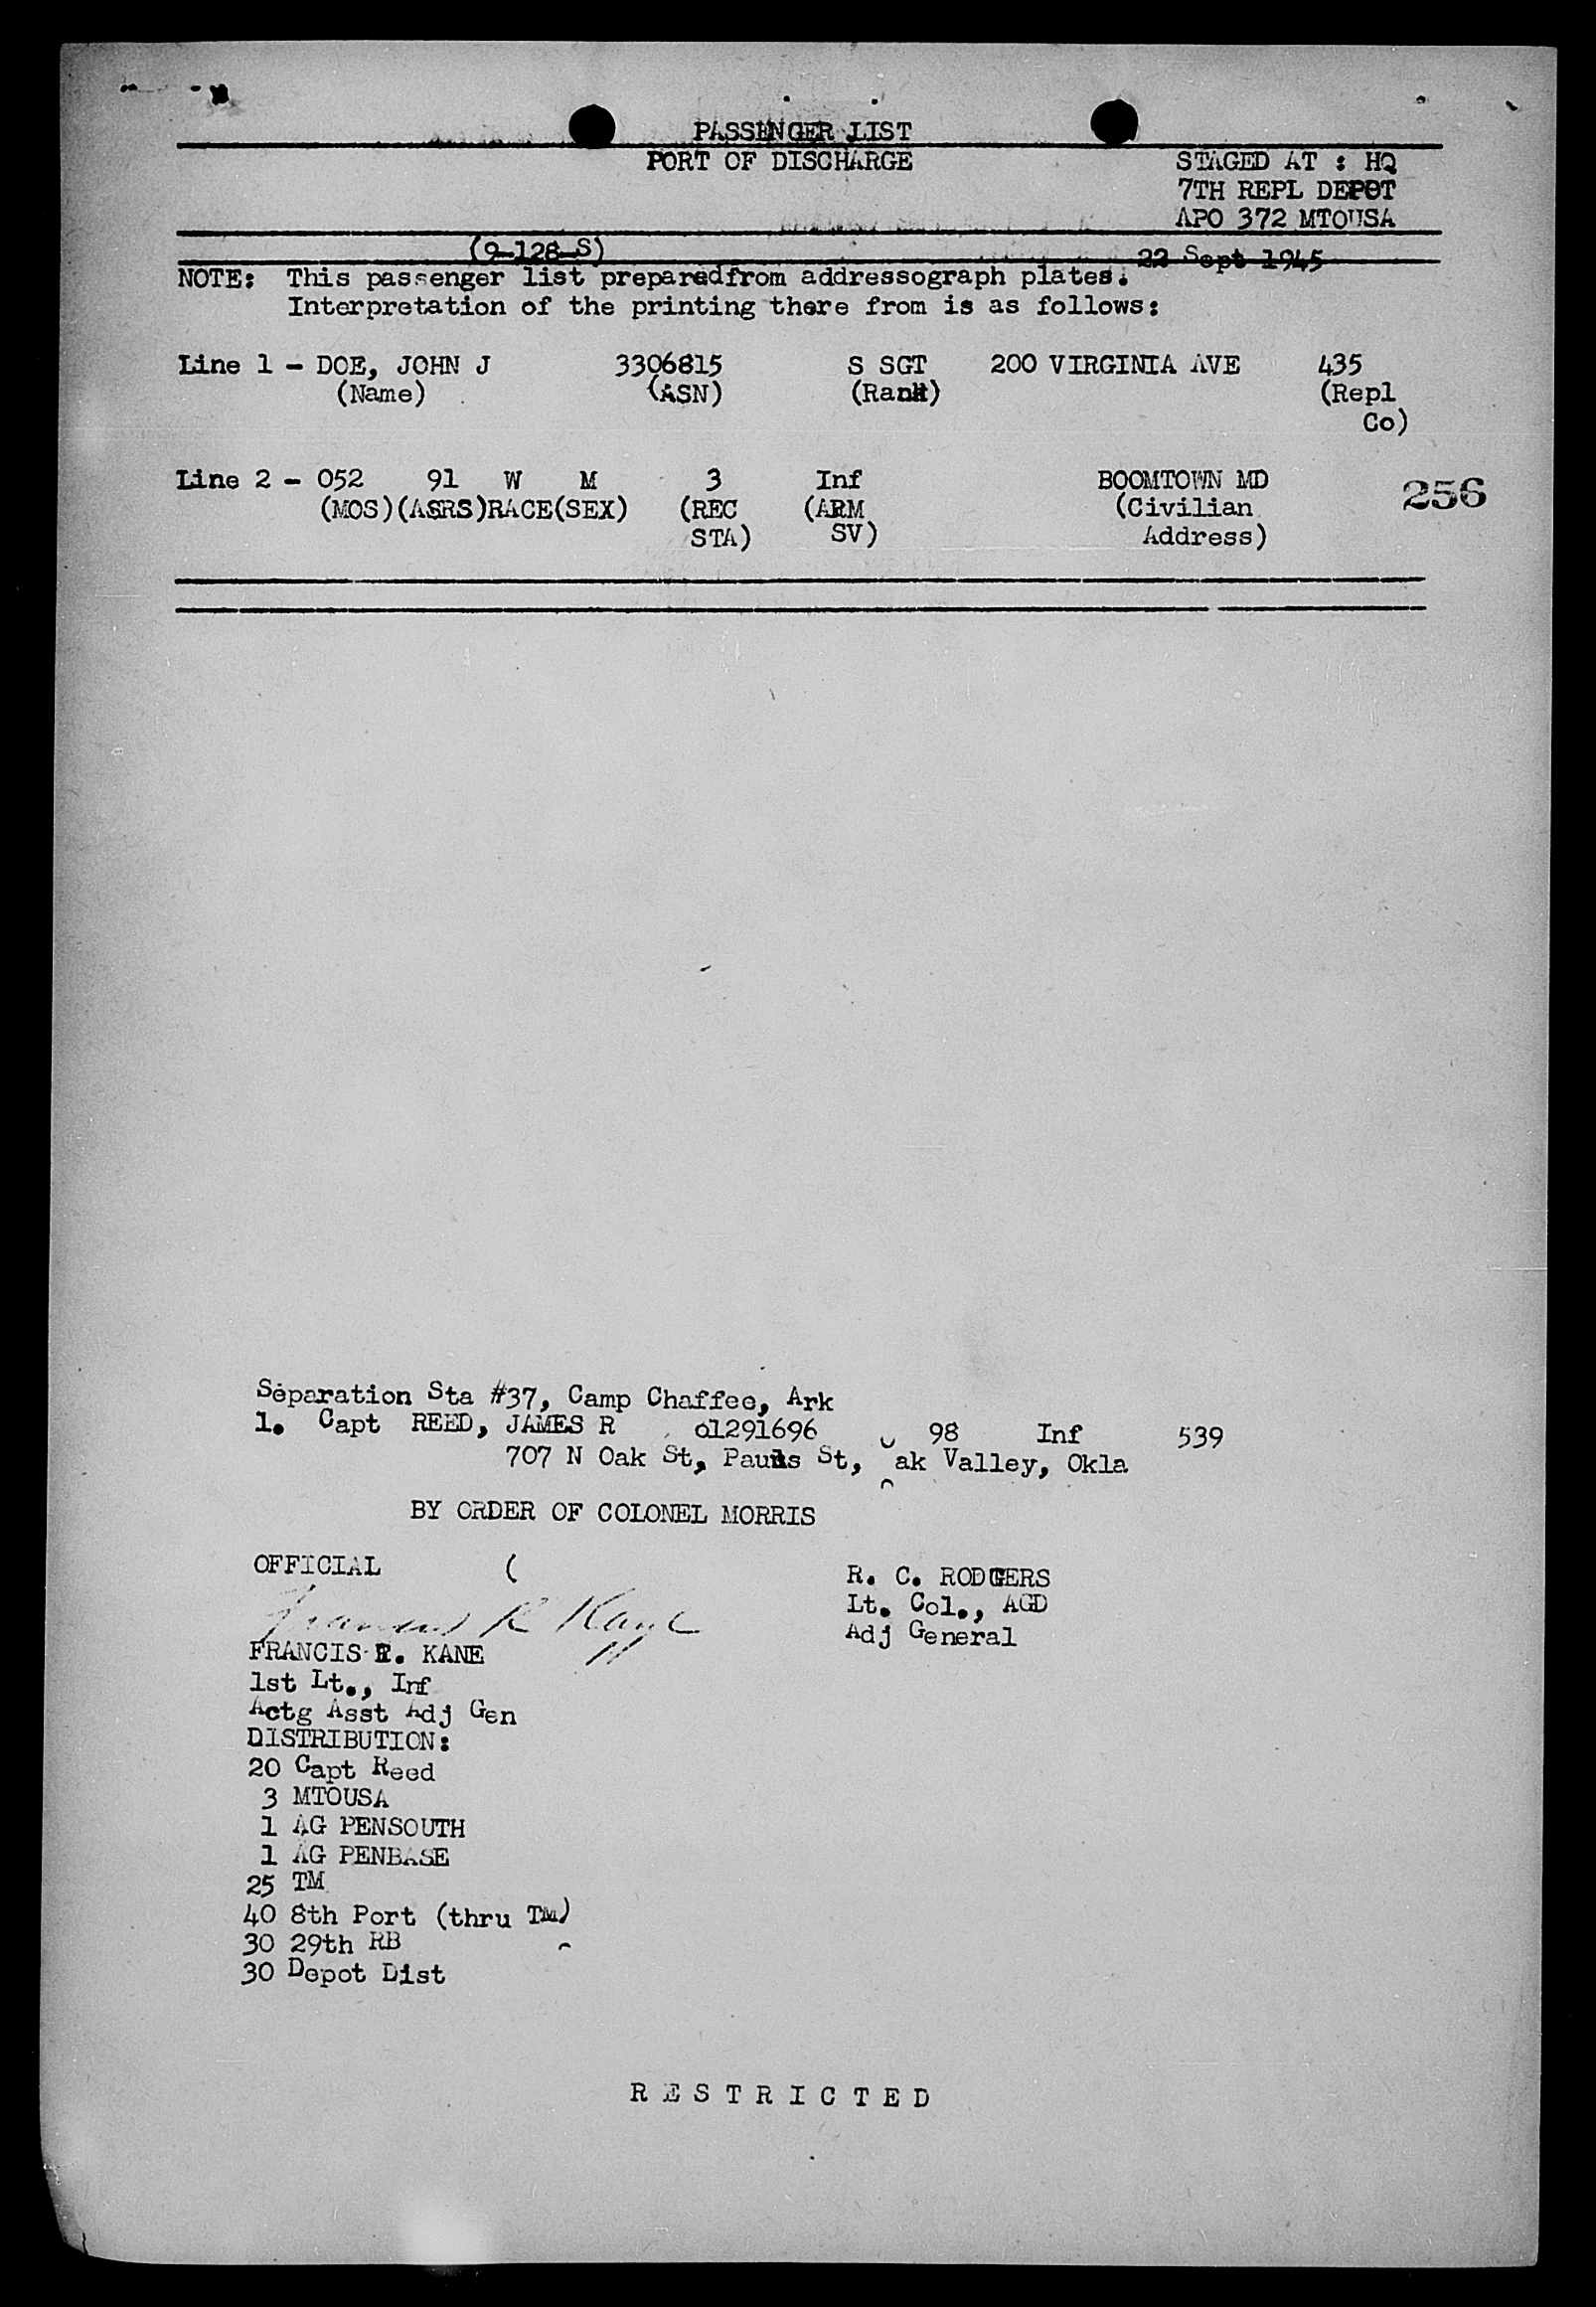 PASSENGER LIST
PORT OF DISCHARGE
STAGED AT : HQ
7TH REPL DEPOT
APO 372 MTOUSA
(9-128-S) 22 Sept 1945
NOTE: This passenger list preparedfrom addressograph plates.
Interpretation of the printing there from is as follows:
Line 1 - DOE, JOHN J 3306815 S SGT 200 VIRGINIA AVE 435
(Name) (ASN) (Rank) (Repl
Co)
Line 2 - 052 91 W M 3 Inf BOOMTOWN MD 256
(MOS)(ASRS)RACE(SEX) (REC (ARM (Civilian
STA) SV) Address)
Separation Sta #37, Camp Chaffee, Ark
1. Capt REED, JAMES R o1291696 98 Inf 539
707 N Oak St, Pauls St, ak Valley, Okla
BY ORDER OF COLONEL MORRIS
OFFICIAL (
R. C. RODGERS
Lt. Col., AGD
Adj General
Francis R Kane
FRANCIS R. KANE
1st Lt., Inf
Actg Asst Adj Gen
DISTRIBUTION:
20 Capt Reed
3 MTOUSA
1 AG PENSOUTH
1 AG PENBASE
25 TM
40 8th Port (thru TM)
30 29th RB
30 Depot Dist
R E S T R I C T E D